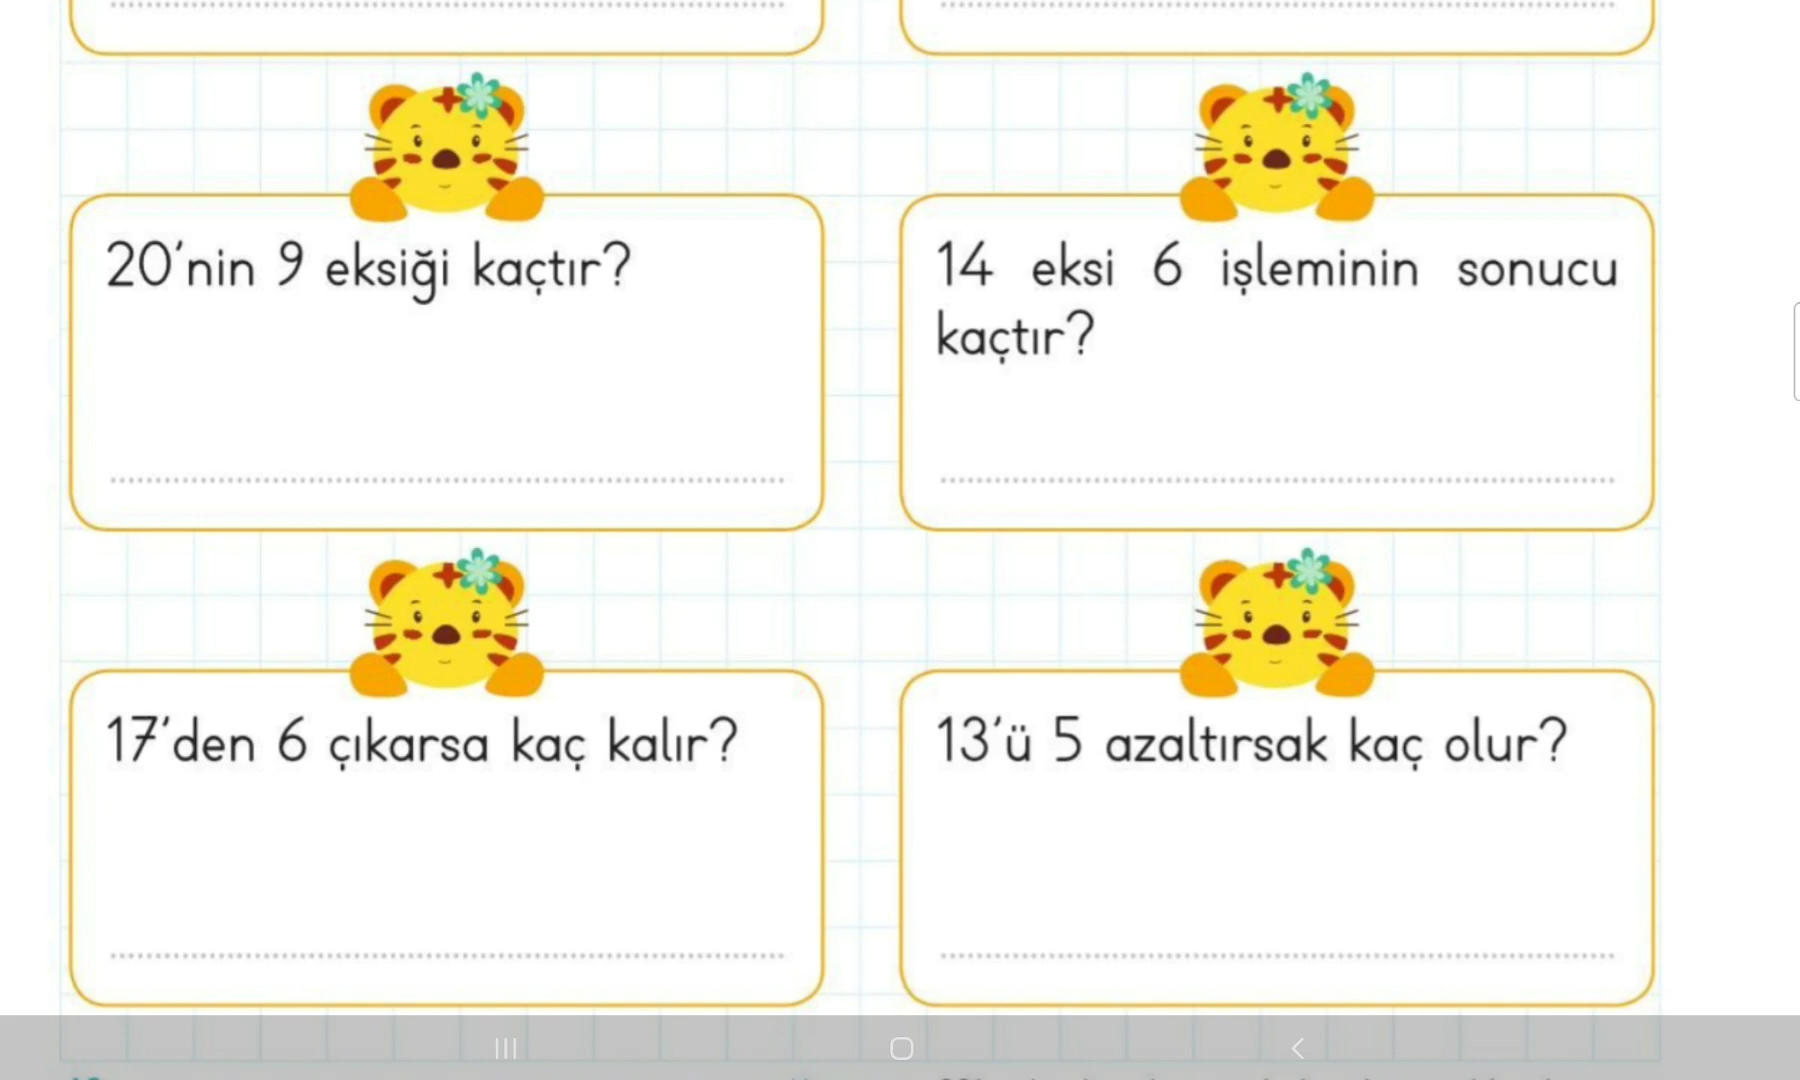 20'nin 9 eksiği kaçtır?
14 eksi 6 işleminin sonucu
kaçtır?
17'den 6 çıkarsa kaç kalır?
13'ü 5 azaltırsak kaç olur?